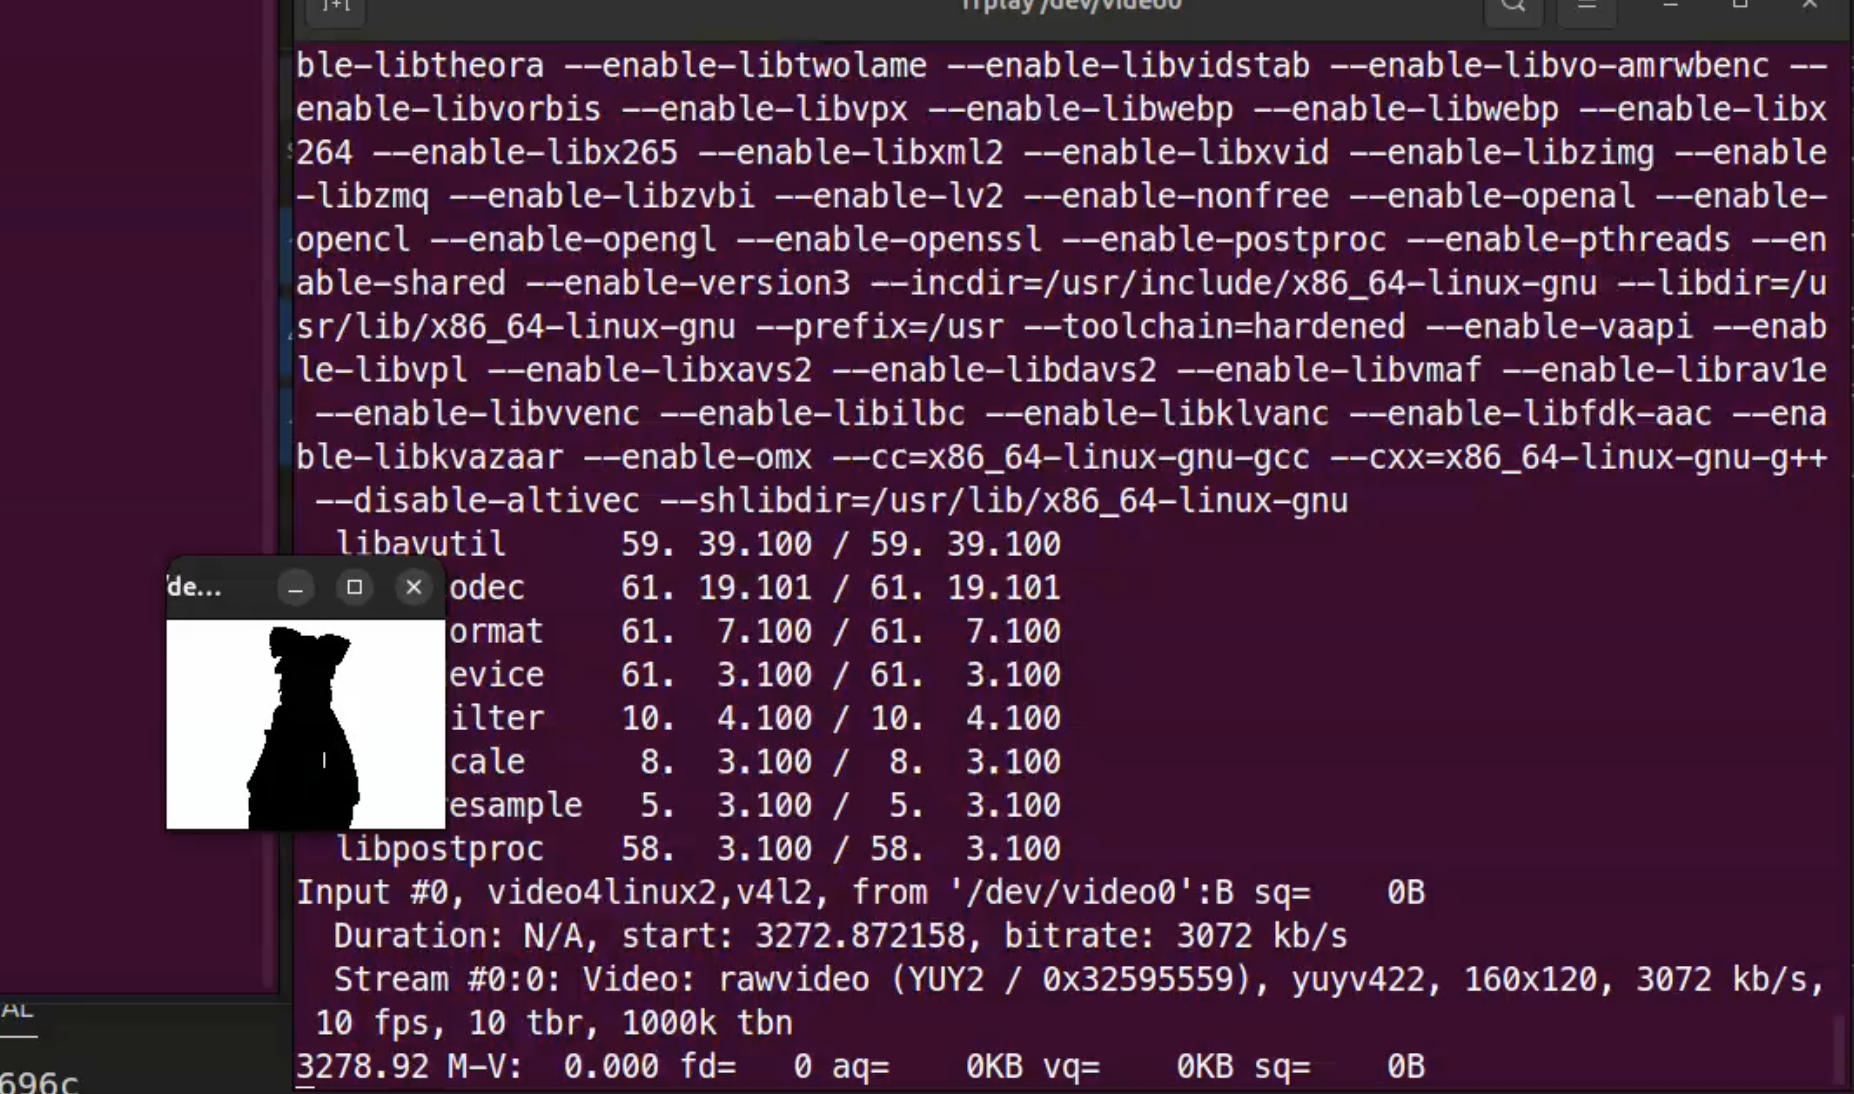 ffplay /dev/video0
ble-libtheora --enable-libtwolame --enable-libvidstab --enable-libvo-amrwbenc --
enable-libvorbis --enable-libvpx --enable-libwebp --enable-libwebp --enable-libx
264 --enable-libx265 --enable-libxml2 --enable-libxvid --enable-libzimg --enable
-libzmq --enable-libzvbi --enable-lv2 --enable-nonfree --enable-openal --enable-
opencl --enable-opengl --enable-openssl --enable-postproc --enable-pthreads --en
able-shared --enable-version3 --incdir=/usr/include/x86_64-linux-gnu --libdir=/u
sr/lib/x86_64-linux-gnu --prefix=/usr --toolchain=hardened --enable-vaapi --enab
le-libvpl --enable-libxavs2 --enable-libdavs2 --enable-libvmaf --enable-librav1e
--enable-libvvenc --enable-libilbc --enable-libklvanc --enable-libfdk-aac --ena
ble-libkvazaar --enable-omx --cc=x86_64-linux-gnu-gcc --cxx=x86_64-linux-gnu-g++
--disable-altivec --shlibdir=/usr/lib/x86_64-linux-gnu
libavutil 59. 39.100 / 59. 39.100
/de...
odec 61. 19.101 / 61. 19.101
ormat 61. 7.100 / 61. 7.100
evice 61. 3.100 / 61. 3.100
ilter 10. 4.100 / 10. 4.100
cale 8. 3.100 / 8. 3.100
esample 5. 3.100 / 5. 3.100
libpostproc 58. 3.100 / 58. 3.100
Input #0, video4linux2,v4l2, from '/dev/video0':B sq= 0B
Duration: N/A, start: 3272.872158, bitrate: 3072 kb/s
Stream #0:0: Video: rawvideo (YUY2 / 0x32595559), yuyv422, 160x120, 3072 kb/s,
10 fps, 10 tbr, 1000k tbn
3278.92 M-V: 0.000 fd= 0 aq= 0KB vq= 0KB sq= 0B
AL
696c